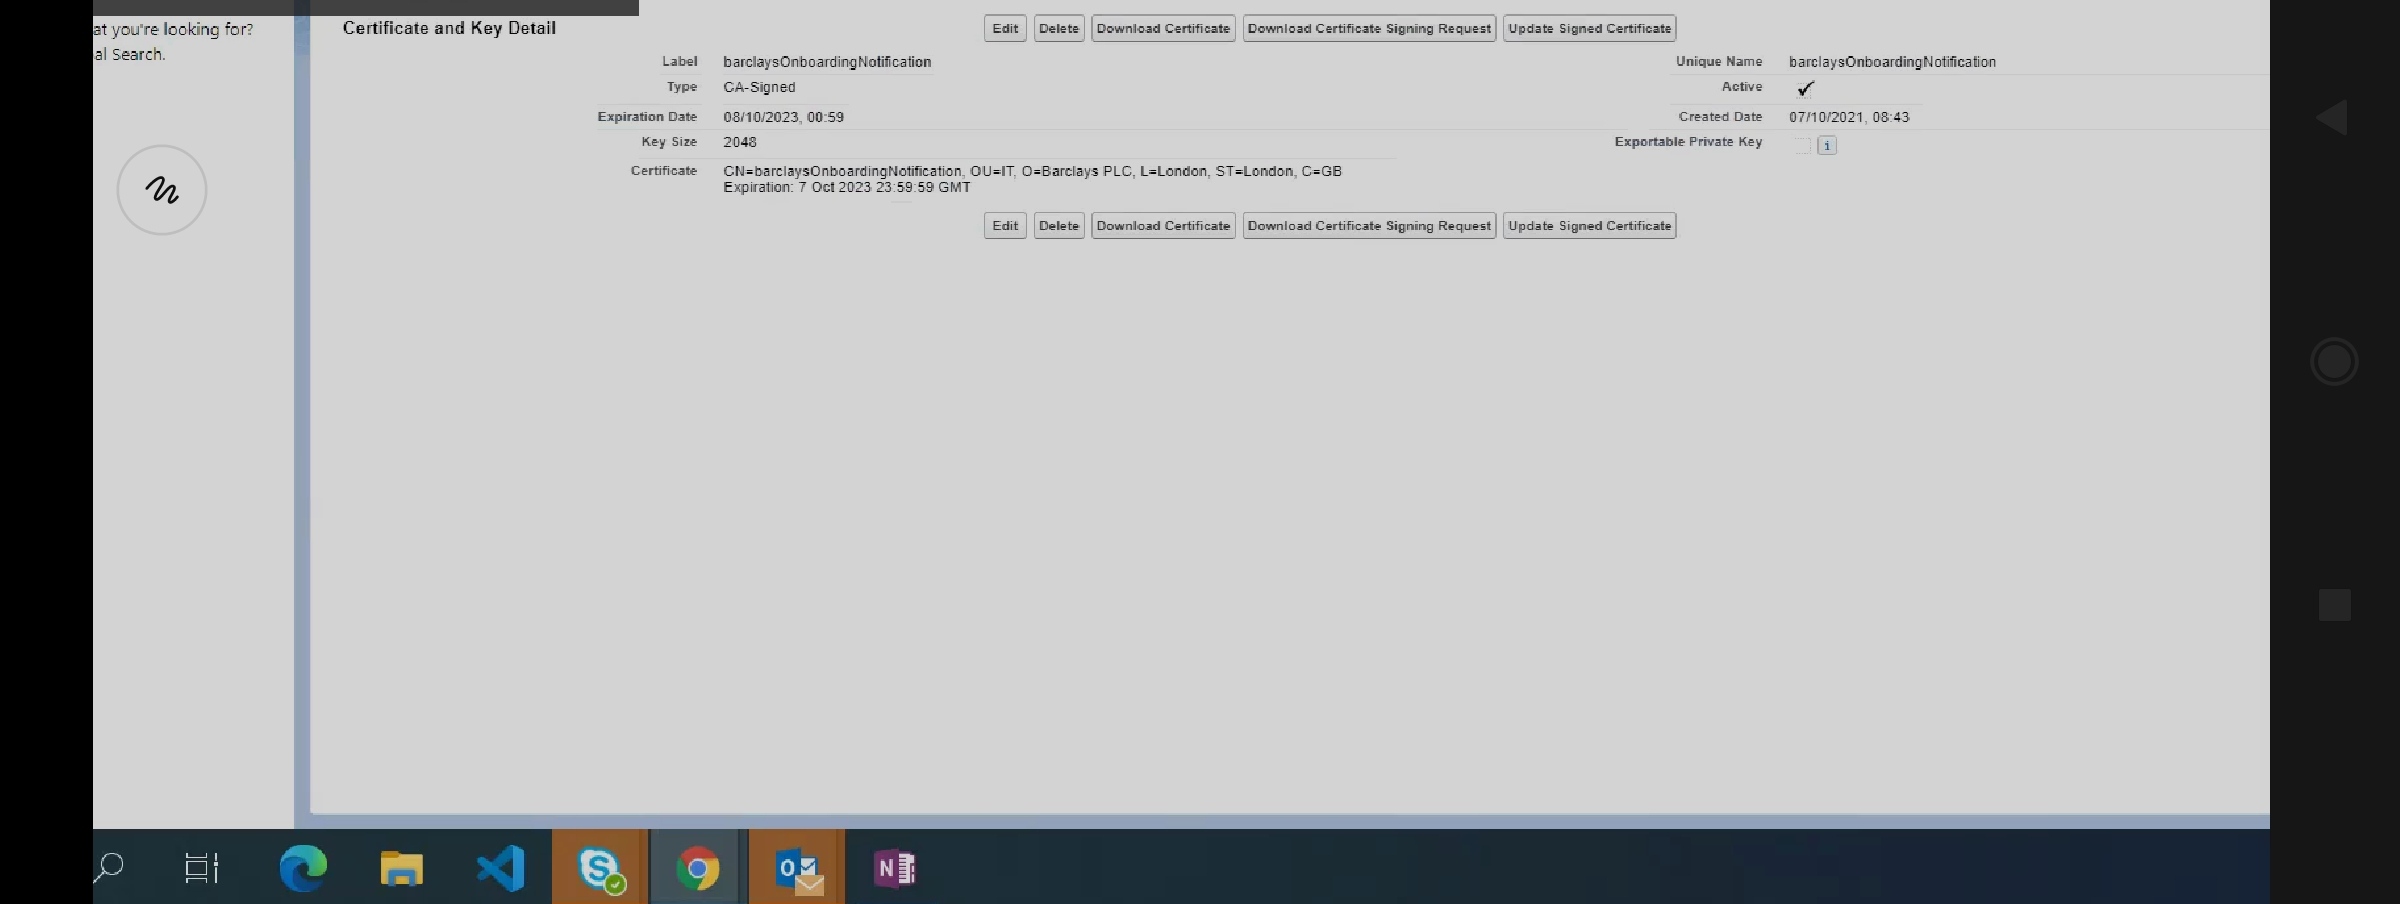 at you're looking for?
al Search.
Certificate and Key Detail
Edit Delete Download Certificate Download Certificate Signing Request Update Signed Certificate
Label barclaysOnboardingNotification Unique Name barclaysOnboardingNotification
Type CA-Signed Active
Expiration Date 08/10/2023, 00:59 Created Date 07/10/2021, 08:43
Key Size 2048 Exportable Private Key i
Certificate CN=barclaysOnboardingNotification, OU=IT, O=Barclays PLC, L=London, ST=London, C=GB
Expiration: 7 Oct 2023 23:59:59 GMT
Edit Delete Download Certificate Download Certificate Signing Request Update Signed Certificate